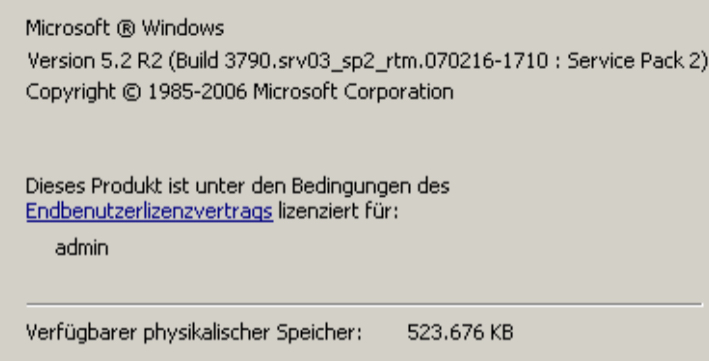 Microsoft ® Windows
Version 5.2 R2 (Build 3790.srv03_sp2_rtm.070216-1710 : Service Pack 2)
Copyright © 1985-2006 Microsoft Corporation
Dieses Produkt ist unter den Bedingungen des
Endbenutzerlizenzvertrags lizenziert für:
admin
Verfügbarer physikalischer Speicher: 523.676 KB